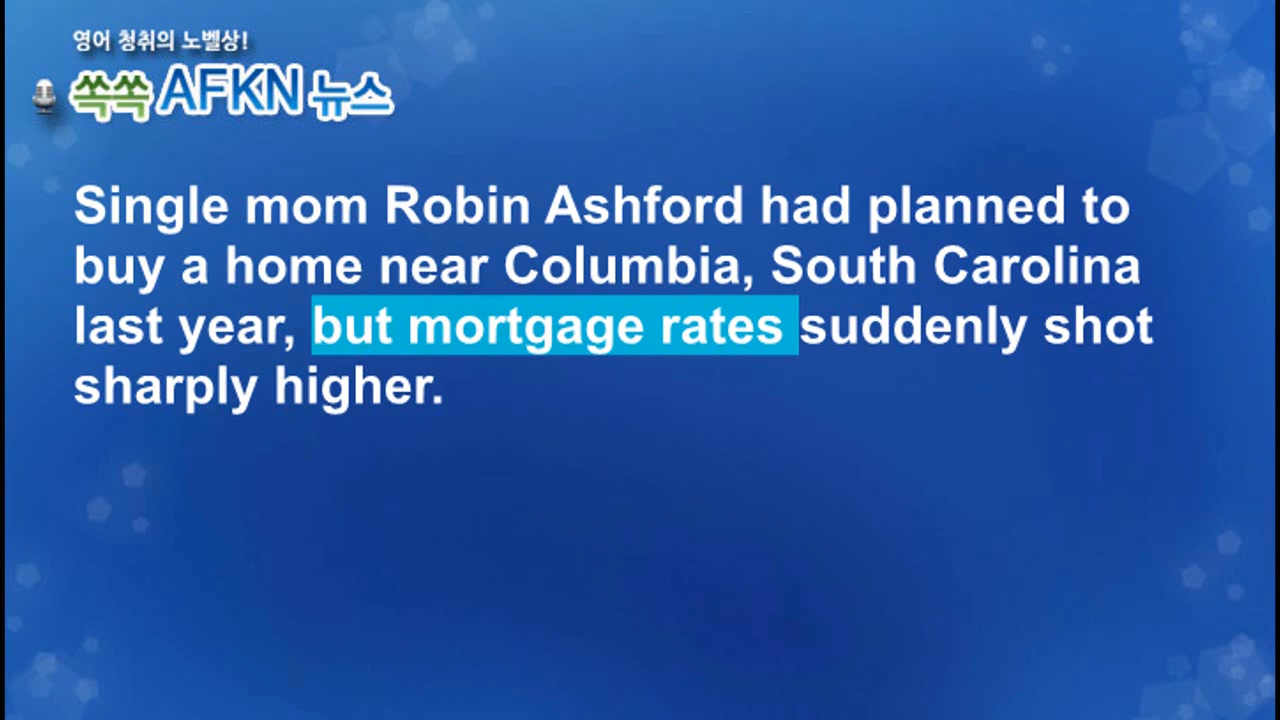 영어 청취의 노벨상!
쏙쏙 AFKN 뉴스
Single mom Robin Ashford had planned to
buy a home near Columbia, South Carolina
last year, but mortgage rates suddenly shot
sharply higher.